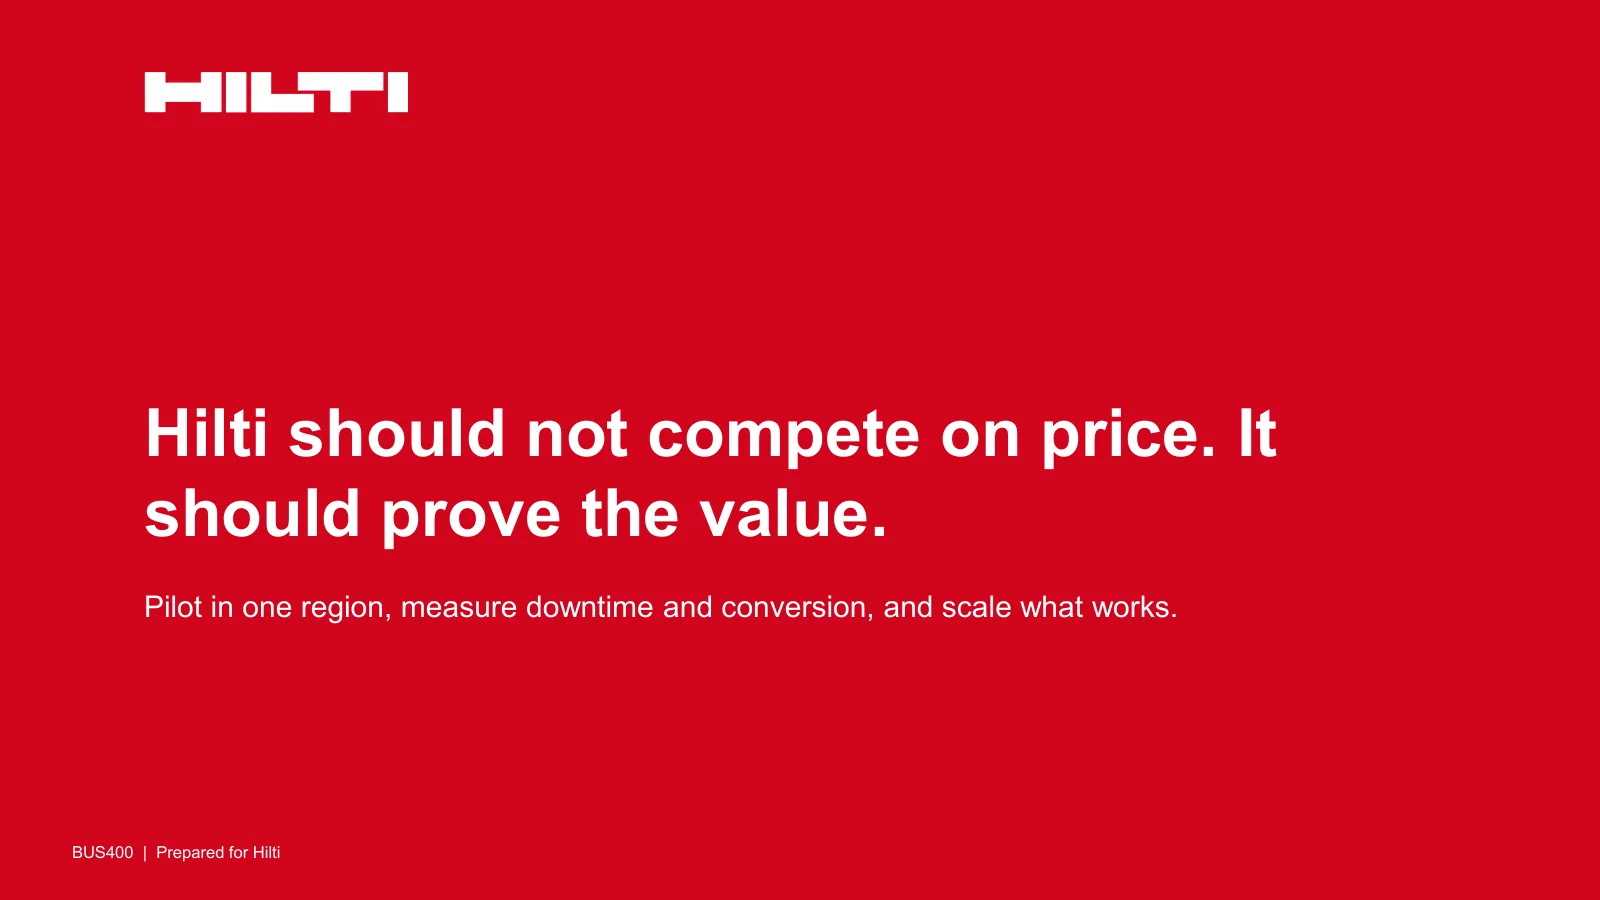 HILTI
Hilti should not compete on price. It
should prove the value.
Pilot in one region, measure downtime and conversion, and scale what works.
BUS400 | Prepared for Hilti